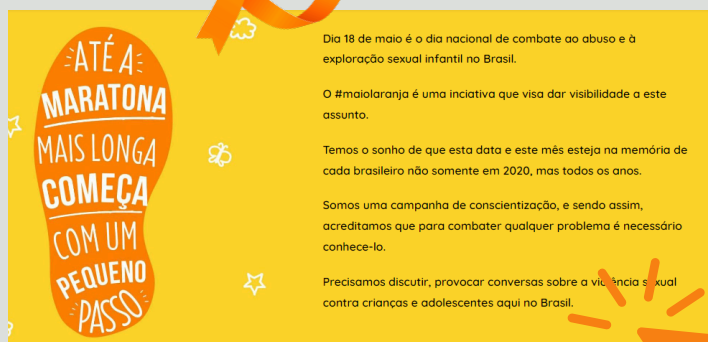 ATÉ A
MARATONA
MAIS LONGA
COMEÇA
COM UM
PEQUENO
PASSO
Dia 18 de maio é o dia nacional de combate ao abuso e à
exploração sexual infantil no Brasil.
O #maiolaranja é uma inciativa que visa dar visibilidade a este
assunto.
Temos o sonho de que esta data e este mês esteja na memória de
cada brasileiro não somente em 2020, mas todos os anos.
Somos uma campanha de conscientização, e sendo assim,
acreditamos que para combater qualquer problema é necessário
conhece-lo.
Precisamos discutir, provocar conversas sobre a violência sexual
contra crianças e adolescentes aqui no Brasil.